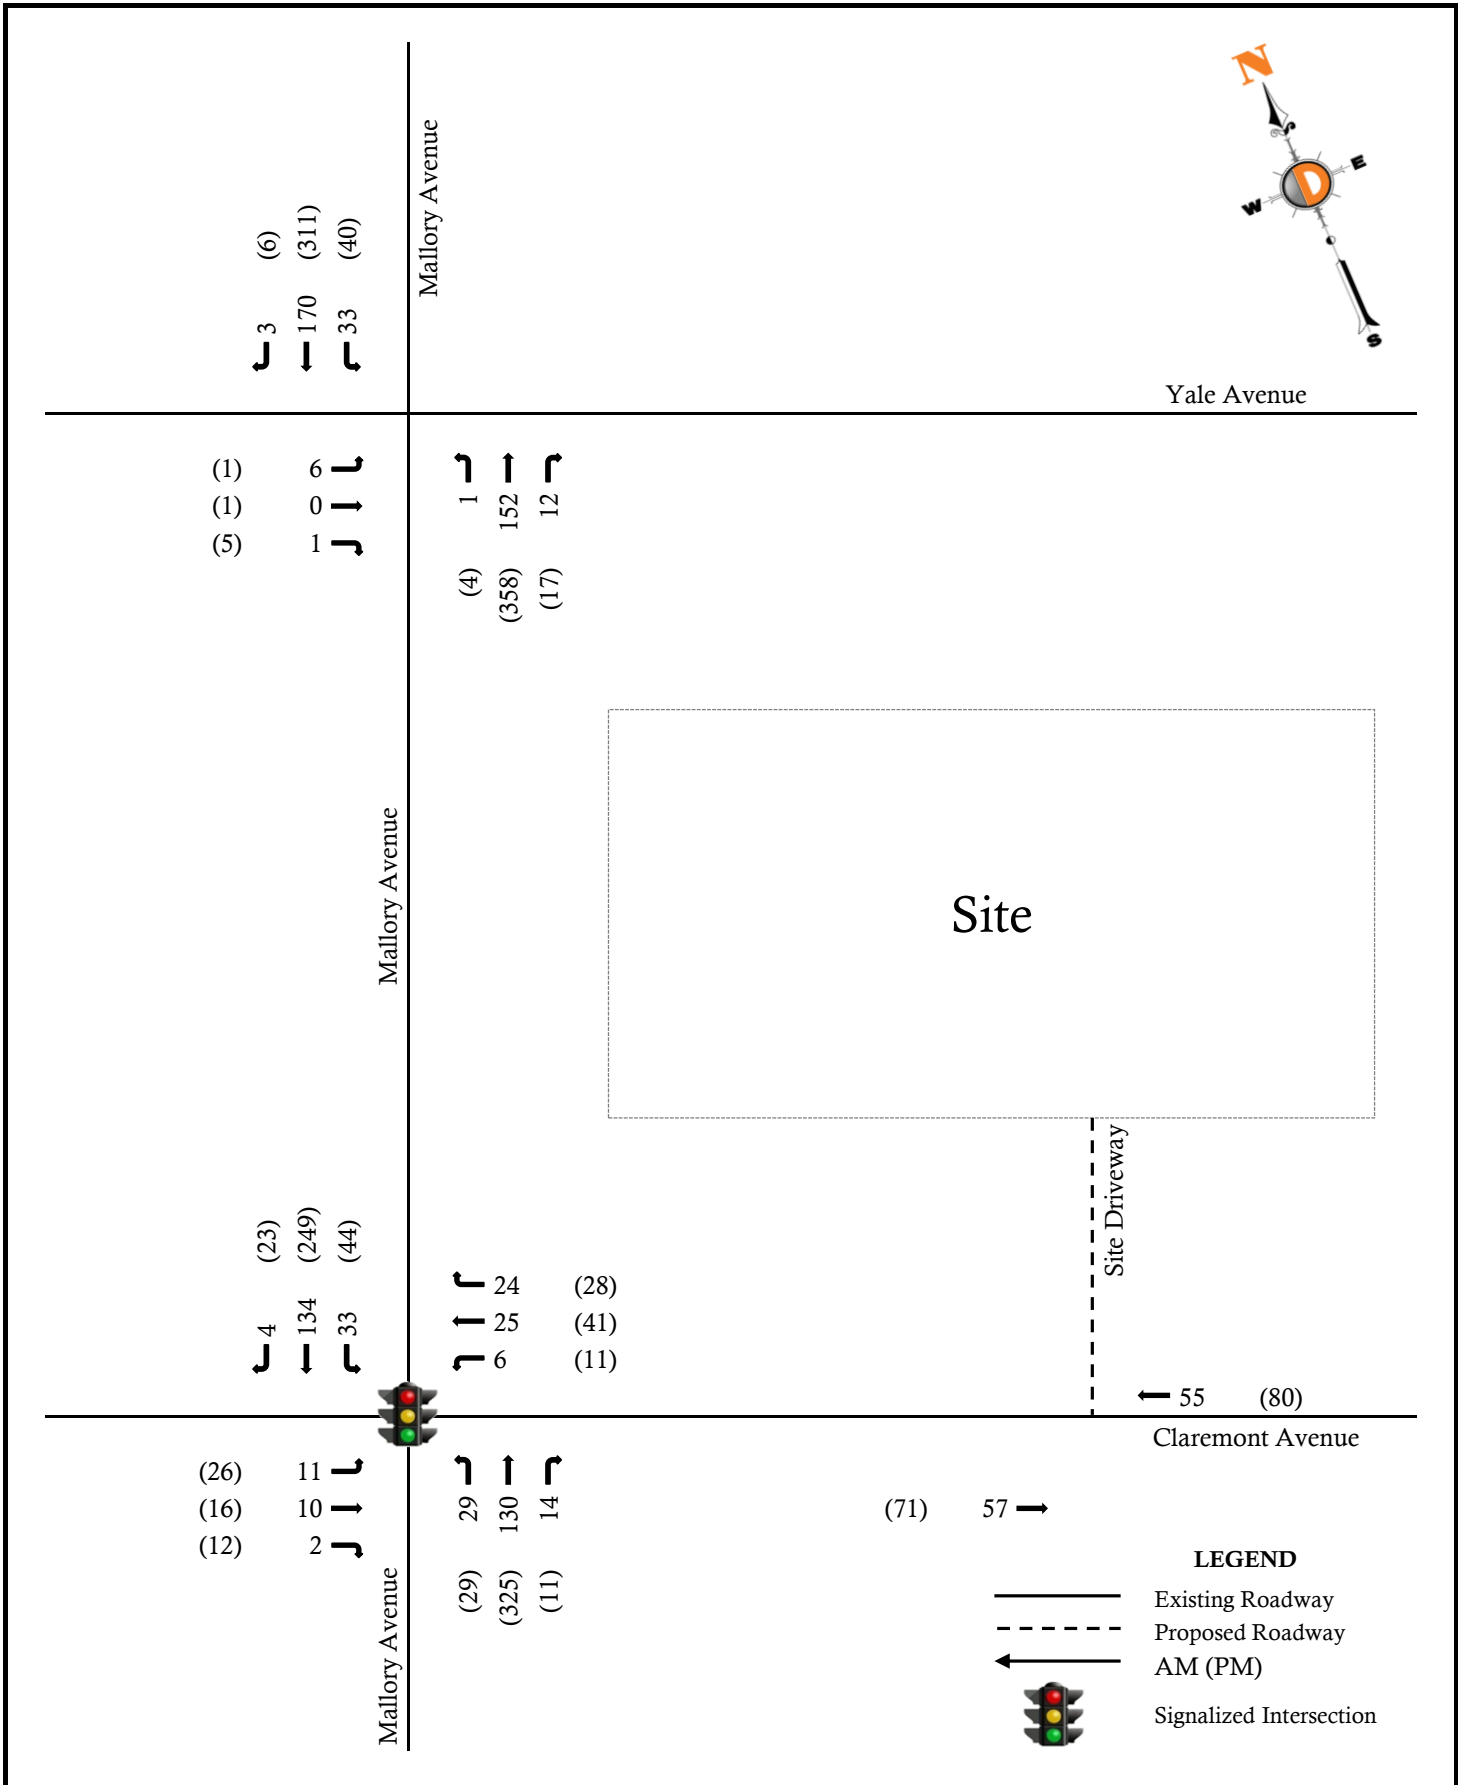 N
E
W
S
D
Mallory Avenue
(6) (311) (40)
3 170 33
Yale Avenue
(1) 6
(1) 0
(5) 1
1 152 12
(4) (358) (17)
Site
Mallory Avenue
Site Driveway
(23) (249) (44)
4 134 33
24 (28)
25 (41)
6 (11)
55 (80)
Claremont Avenue
(26) 11
(16) 10
(12) 2
29 130 14
(29) (325) (11)
(71) 57
Mallory Avenue
LEGEND
Existing Roadway
Proposed Roadway
AM (PM)
Signalized Intersection